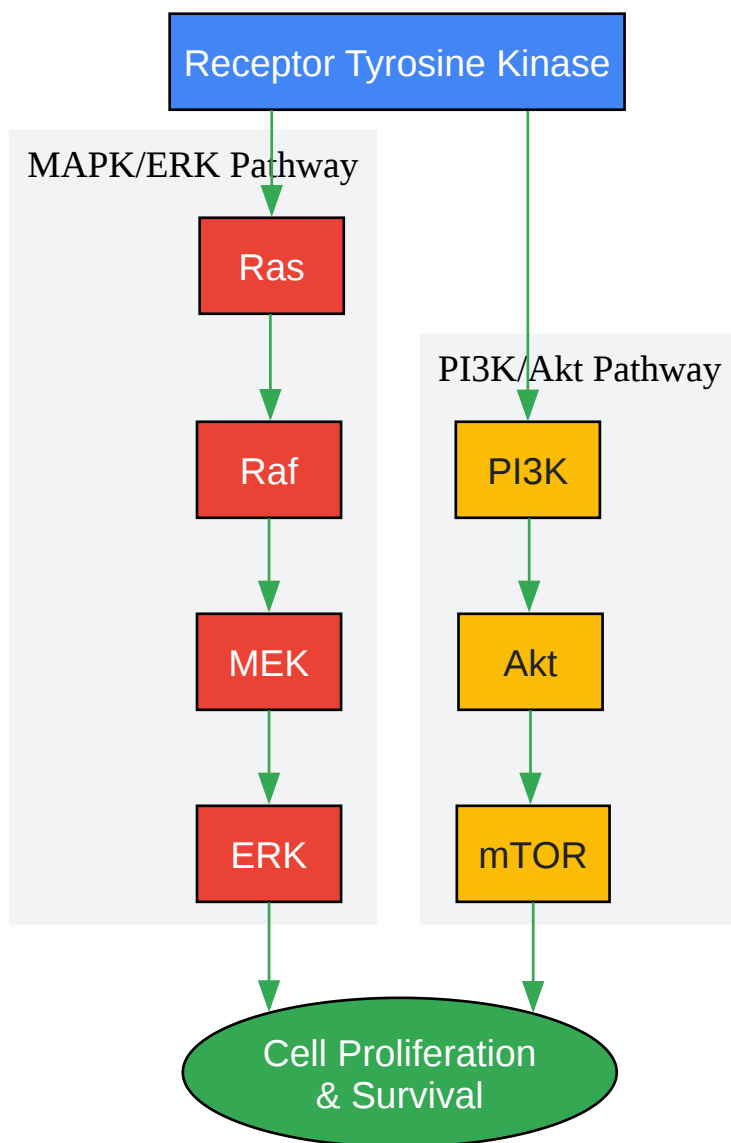 Receptor Tyrosine Kinase
MAPK/ERK Pathway
Ras
PI3K/Akt Pathway
Raf
PI3K
MEK
Akt
ERK
mTOR
Cell Proliferation
& Survival